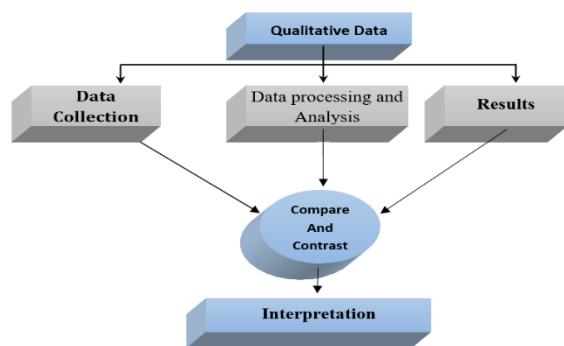 Qualitative Data
Data
Collection
Data processing and
Analysis
Results
Compare
And
Contrast
Interpretation